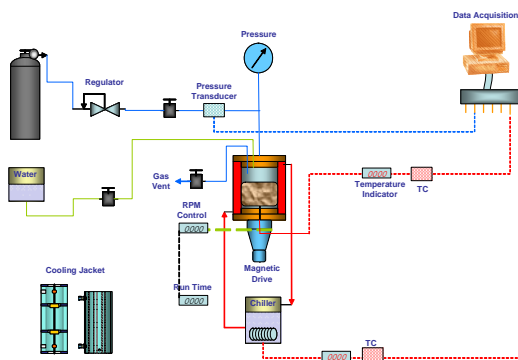 Data Acquisition
Pressure
Regulator
Pressure
Transducer
Water
Gas
Vent
0000
Temperature
Indicator
TC
RPM
Control
0000
Magnetic
Drive
Run Time
0000
Cooling Jacket
Chiller
TC
0000